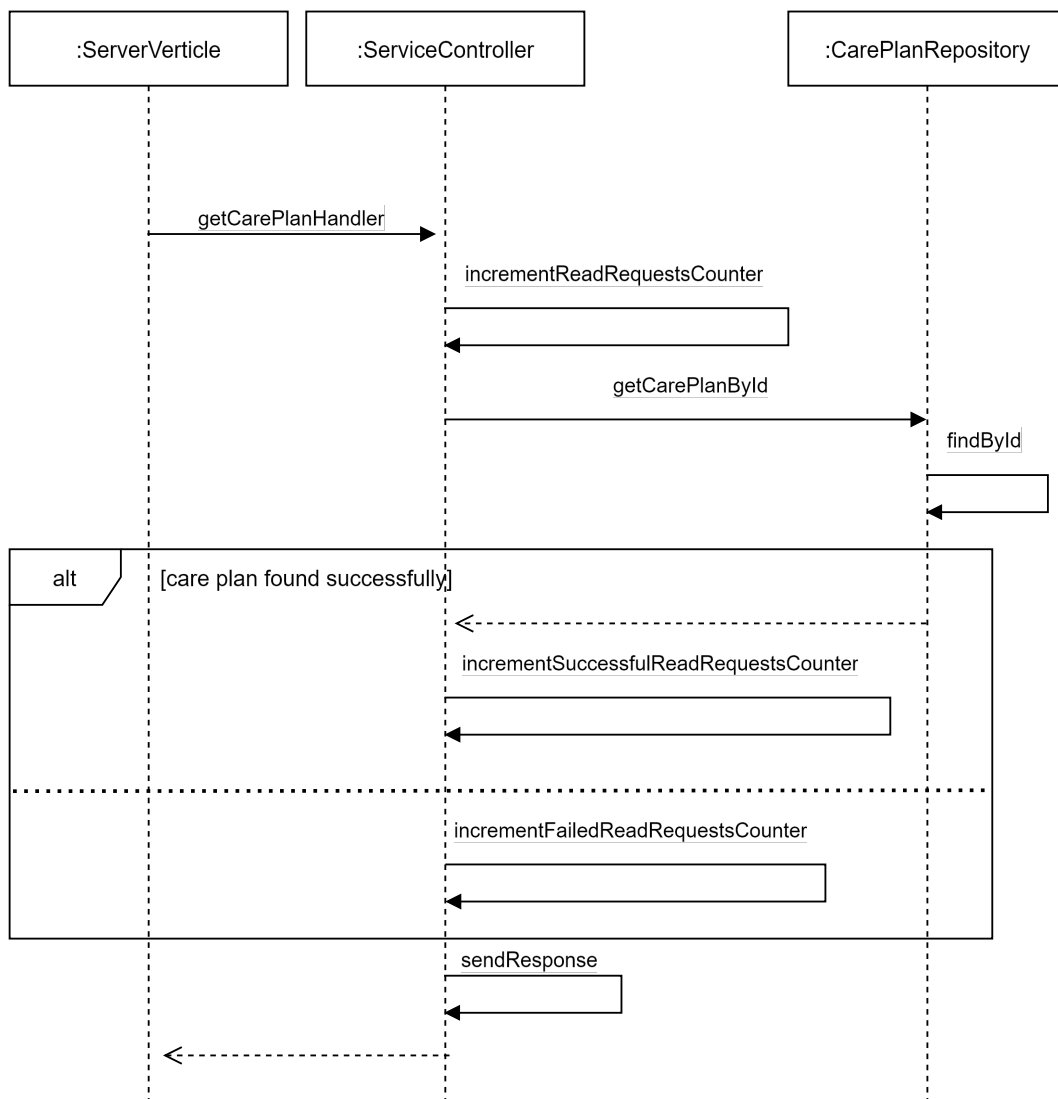 :ServerVerticle
:ServiceController
:CarePlanRepository
getCarePlanHandler
incrementReadRequestsCounter
getCarePlanById
findById
alt
[care plan found successfully]
incrementSuccessfulReadRequestsCounter
incrementFailedReadRequestsCounter
sendResponse